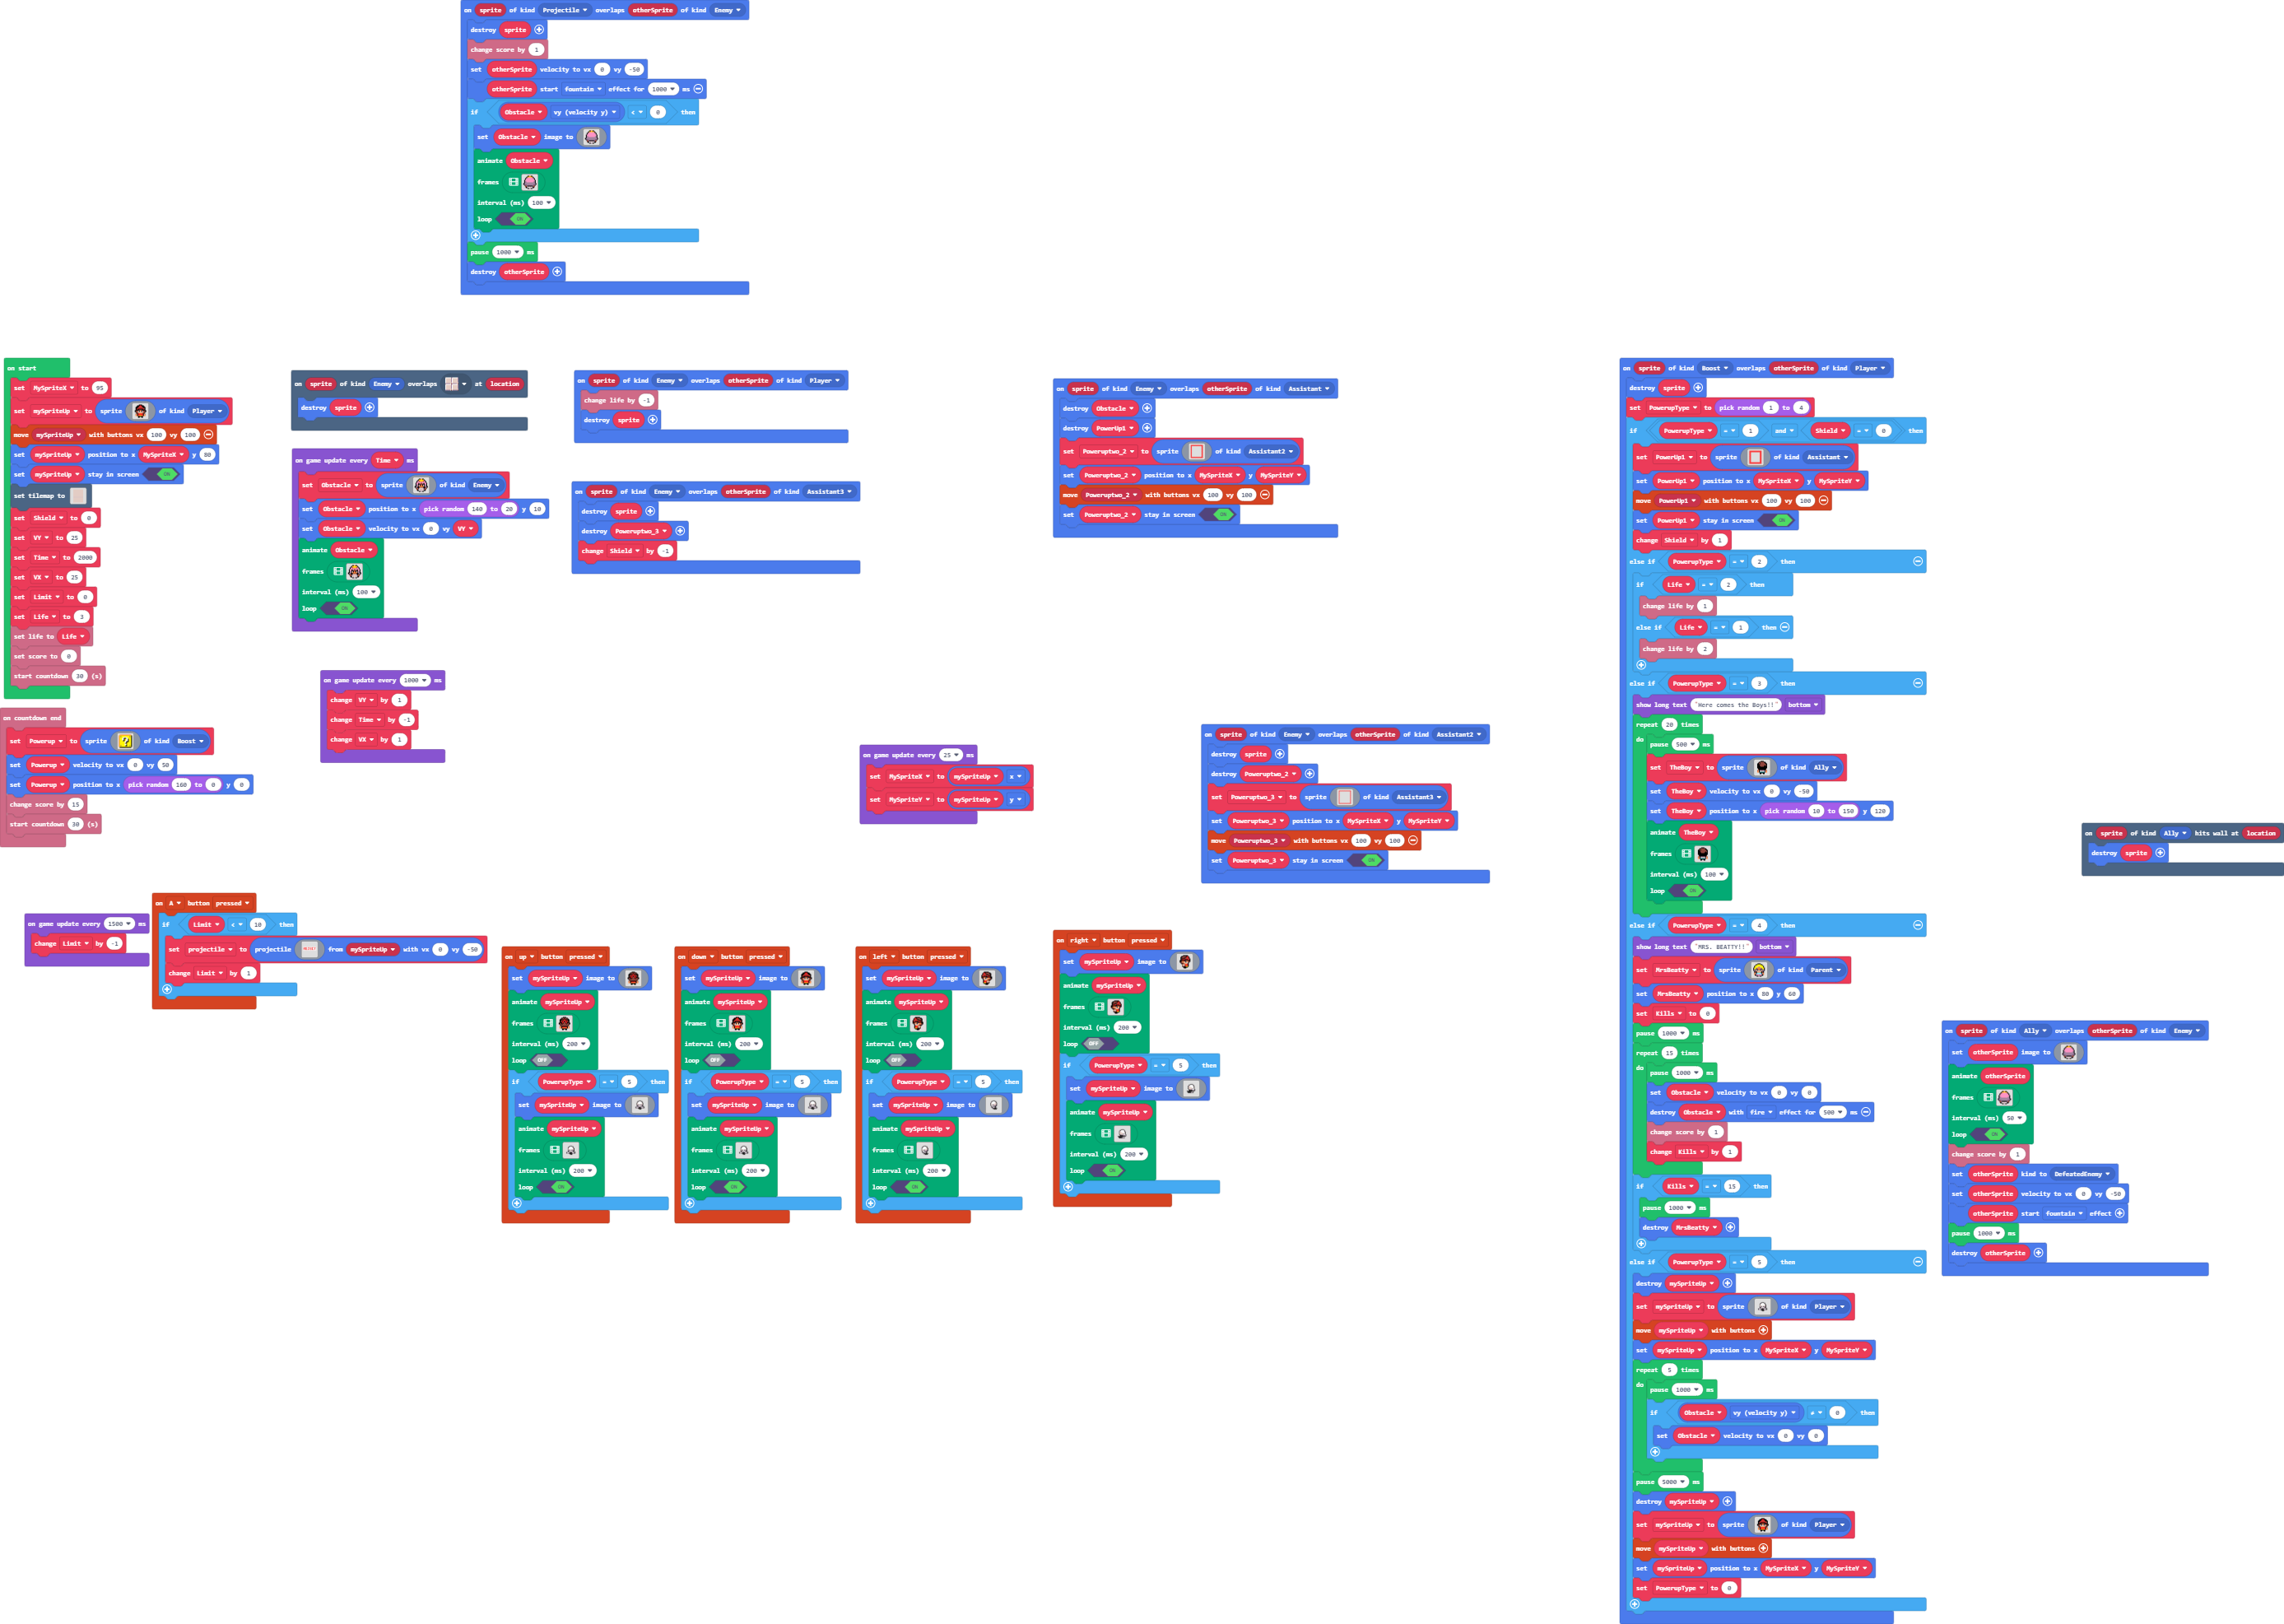 on sprite of kind Projectile overlaps otherSprite of kind Enemy
destroy sprite
change score by 1
set otherSprite velocity to vx 0 vy -50
otherSprite start fountain effect for 1000 ms
if Obstacle vy (velocity y) < 0 then
set Obstacle image to
animate Obstacle
frames
interval (ms) 100
loop ON
pause 1000 ms
destroy otherSprite
on start
set MySpriteX to 95
set mySpriteUp to sprite of kind Player
move mySpriteUp with buttons vx 100 vy 100
set mySpriteUp position to x MySpriteX y 80
set mySpriteUp stay in screen ON
set tilemap to
set Shield to 0
set VY to 25
set Time to 2000
set VX to 25
set Limit to 0
set Life to 3
set life to Life
set score to 0
start countdown 30 (s)
on countdown end
set Powerup to sprite of kind Boost
set Powerup velocity to vx 0 vy 50
set Powerup position to x pick random 160 to 0 y 0
change score by 15
start countdown 30 (s)
on game update every 1500 ms
change Limit by -1
on A button pressed
if Limit < 10 then
set projectile to projectile from mySpriteUp with vx 0 vy -50
change Limit by 1
on sprite of kind Enemy overlaps at location
destroy sprite
on game update every Time ms
set Obstacle to sprite of kind Enemy
set Obstacle position to x pick random 140 to 20 y 10
set Obstacle velocity to vx 0 vy VY
animate Obstacle
frames
interval (ms) 100
loop ON
on game update every 1000 ms
change VY by 1
change Time by -1
change VX by 1
on sprite of kind Enemy overlaps otherSprite of kind Player
change life by -1
destroy sprite
on sprite of kind Enemy overlaps otherSprite of kind Assistant3
destroy sprite
destroy Poweruptwo_3
change Shield by -1
on game update every 25 ms
set MySpriteX to mySpriteUp x
set MySpriteY to mySpriteUp y
on up button pressed
set mySpriteUp image to
animate mySpriteUp
frames
interval (ms) 200
loop OFF
if PowerupType = 5 then
set mySpriteUp image to
animate mySpriteUp
frames
interval (ms) 200
loop ON
on down button pressed
set mySpriteUp image to
animate mySpriteUp
frames
interval (ms) 200
loop OFF
if PowerupType = 5 then
set mySpriteUp image to
animate mySpriteUp
frames
interval (ms) 200
loop ON
on left button pressed
set mySpriteUp image to
animate mySpriteUp
frames
interval (ms) 200
loop OFF
if PowerupType = 5 then
set mySpriteUp image to
animate mySpriteUp
frames
interval (ms) 200
loop ON
on right button pressed
set mySpriteUp image to
animate mySpriteUp
frames
interval (ms) 200
loop OFF
if PowerupType = 5 then
set mySpriteUp image to
animate mySpriteUp
frames
interval (ms) 200
loop ON
on sprite of kind Enemy overlaps otherSprite of kind Assistant
destroy Obstacle
destroy PowerUp1
set Poweruptwo_2 to sprite of kind Assistant2
set Poweruptwo_2 position to x MySpriteX y MySpriteY
move Poweruptwo_2 with buttons vx 100 vy 100
set Poweruptwo_2 stay in screen ON
on sprite of kind Enemy overlaps otherSprite of kind Assistant2
destroy sprite
destroy Poweruptwo_2
set Poweruptwo_3 to sprite of kind Assistant3
set Poweruptwo_3 position to x MySpriteX y MySpriteY
move Poweruptwo_3 with buttons vx 100 vy 100
set Poweruptwo_3 stay in screen ON
on sprite of kind Boost overlaps otherSprite of kind Player
destroy sprite
set PowerupType to pick random 1 to 4
if PowerupType = 1 and Shield = 0 then
set PowerUp1 to sprite of kind Assistant
set PowerUp1 position to x MySpriteX y MySpriteY
move PowerUp1 with buttons vx 100 vy 100
set PowerUp1 stay in screen ON
change Shield by 1
else if PowerupType = 2 then
if Life = 2 then
change life by 1
else if Life = 1 then
change life by 2
else if PowerupType = 3 then
show long text "Here comes the Boys!!" bottom
repeat 20 times
do pause 500 ms
set TheBoy to sprite of kind Ally
set TheBoy velocity to vx 0 vy -50
set TheBoy position to x pick random 10 to 150 y 120
animate TheBoy
frames
interval (ms) 100
loop ON
else if PowerupType = 4 then
show long text "MRS. BEATTY!!" bottom
set MrsBeatty to sprite of kind Parent
set MrsBeatty position to x 80 y 60
set Kills to 0
pause 1000 ms
repeat 15 times
do pause 1000 ms
set Obstacle velocity to vx 0 vy 0
destroy Obstacle with fire effect for 500 ms
change score by 1
change Kills by 1
if Kills = 15 then
pause 1000 ms
destroy MrsBeatty
else if PowerupType = 5 then
destroy mySpriteUp
set mySpriteUp to sprite of kind Player
move mySpriteUp with buttons
set mySpriteUp position to x MySpriteX y MySpriteY
repeat 5 times
do pause 1000 ms
if Obstacle vy (velocity y) ≠ 0 then
set Obstacle velocity to vx 0 vy 0
pause 5000 ms
destroy mySpriteUp
set mySpriteUp to sprite of kind Player
move mySpriteUp with buttons
set mySpriteUp position to x MySpriteX y MySpriteY
set PowerupType to 0
on sprite of kind Ally hits wall at location
destroy sprite
on sprite of kind Ally overlaps otherSprite of kind Enemy
set otherSprite image to
animate otherSprite
frames
interval (ms) 50
loop ON
change score by 1
set otherSprite kind to DefeatedEnemy
set otherSprite velocity to vx 0 vy -50
otherSprite start fountain effect
pause 1000 ms
destroy otherSprite